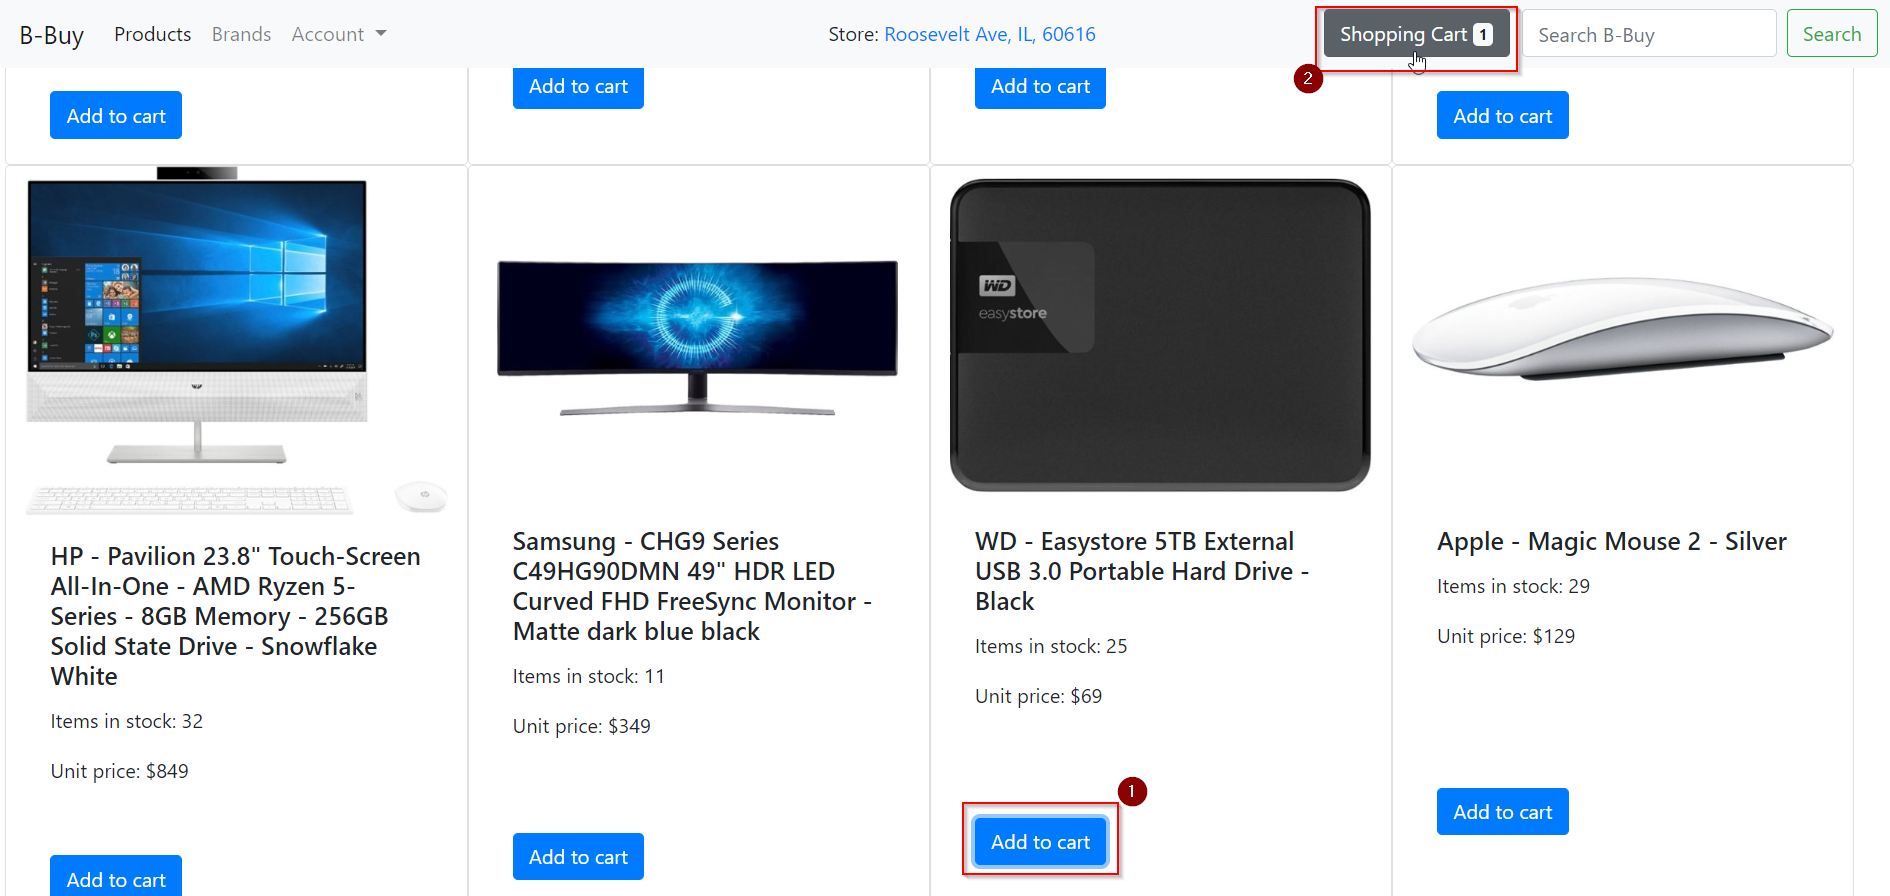 B-Buy Products Brands Account Store: Roosevelt Ave, IL, 60616 Shopping Cart 1 Search B-Buy Search
2
Add to cart Add to cart Add to cart Add to cart
WD
easystore
HP - Pavilion 23.8" Touch-Screen
All-In-One - AMD Ryzen 5-
Series - 8GB Memory - 256GB
Solid State Drive - Snowflake
White
Items in stock: 32
Unit price: $849
Add to cart
Samsung - CHG9 Series
C49HG90DMN 49" HDR LED
Curved FHD FreeSync Monitor -
Matte dark blue black
Items in stock: 11
Unit price: $349
Add to cart
WD - Easystore 5TB External
USB 3.0 Portable Hard Drive -
Black
Items in stock: 25
Unit price: $69
1
Add to cart
Apple - Magic Mouse 2 - Silver
Items in stock: 29
Unit price: $129
Add to cart